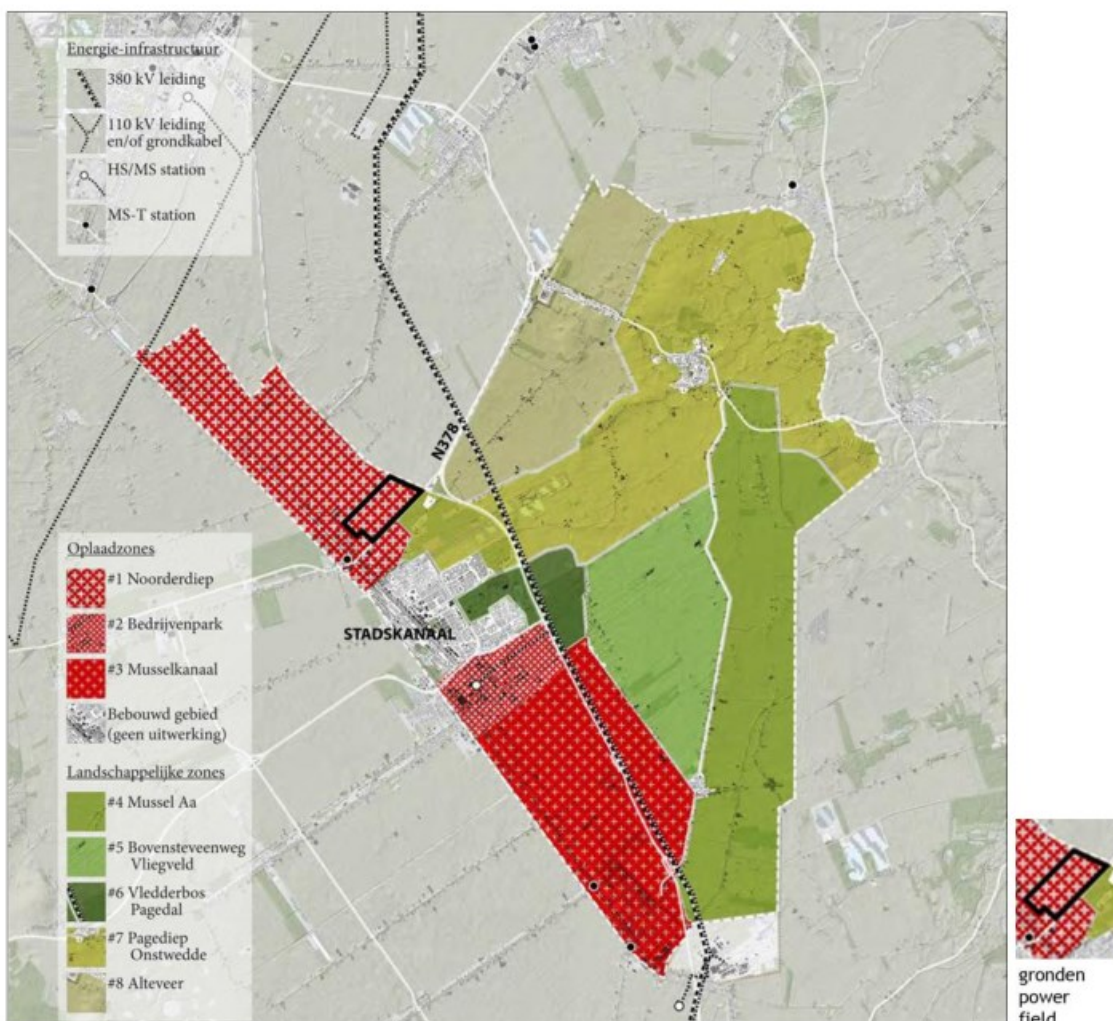 Energie-infrastructuur
380 kV leiding
110 kV leiding
en/of grondkabel
HS/MS station
MS-T station
N378
Oplaadzones
#1 Noorderdiep
#2 Bedrijvenpark
#3 Musselkanaal
Bebouwd gebied
(geen uitwerking)
STADSKANAAL
Landschappelijke zones
#4 Mussel Aa
#5 Bovensteveenweg
Vliegveld
#6 Vledderbos
Pagedal
#7 Pagediep
Onstwedde
#8 Alteveer
gronden
power
field